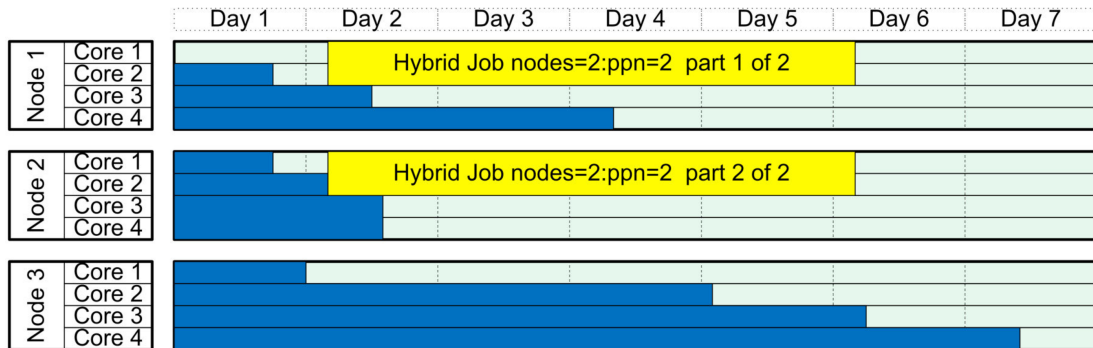 Day 1 Day 2 Day 3 Day 4 Day 5 Day 6 Day 7
Node 1
Core 1
Core 2
Core 3
Core 4
Hybrid Job nodes=2:ppn=2 part 1 of 2
Node 2
Core 1
Core 2
Core 3
Core 4
Hybrid Job nodes=2:ppn=2 part 2 of 2
Node 3
Core 1
Core 2
Core 3
Core 4